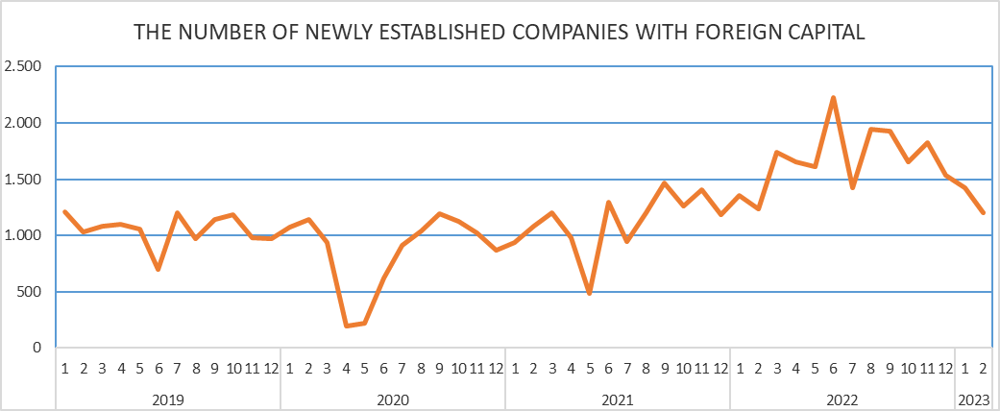 THE NUMBER OF NEWLY ESTABLISHED COMPANIES WITH FOREIGN CAPITAL
2.500
2.000
1.500
1.000
500
0
1 2 3 4 5 6 7 8 9 10 11 12 1 2 3 4 5 6 7 8 9 10 11 12 1 2 3 4 5 6 7 8 9 10 11 12 1 2 3 4 5 6 7 8 9 10 11 12 1 2
2019 2020 2021 2022 2023